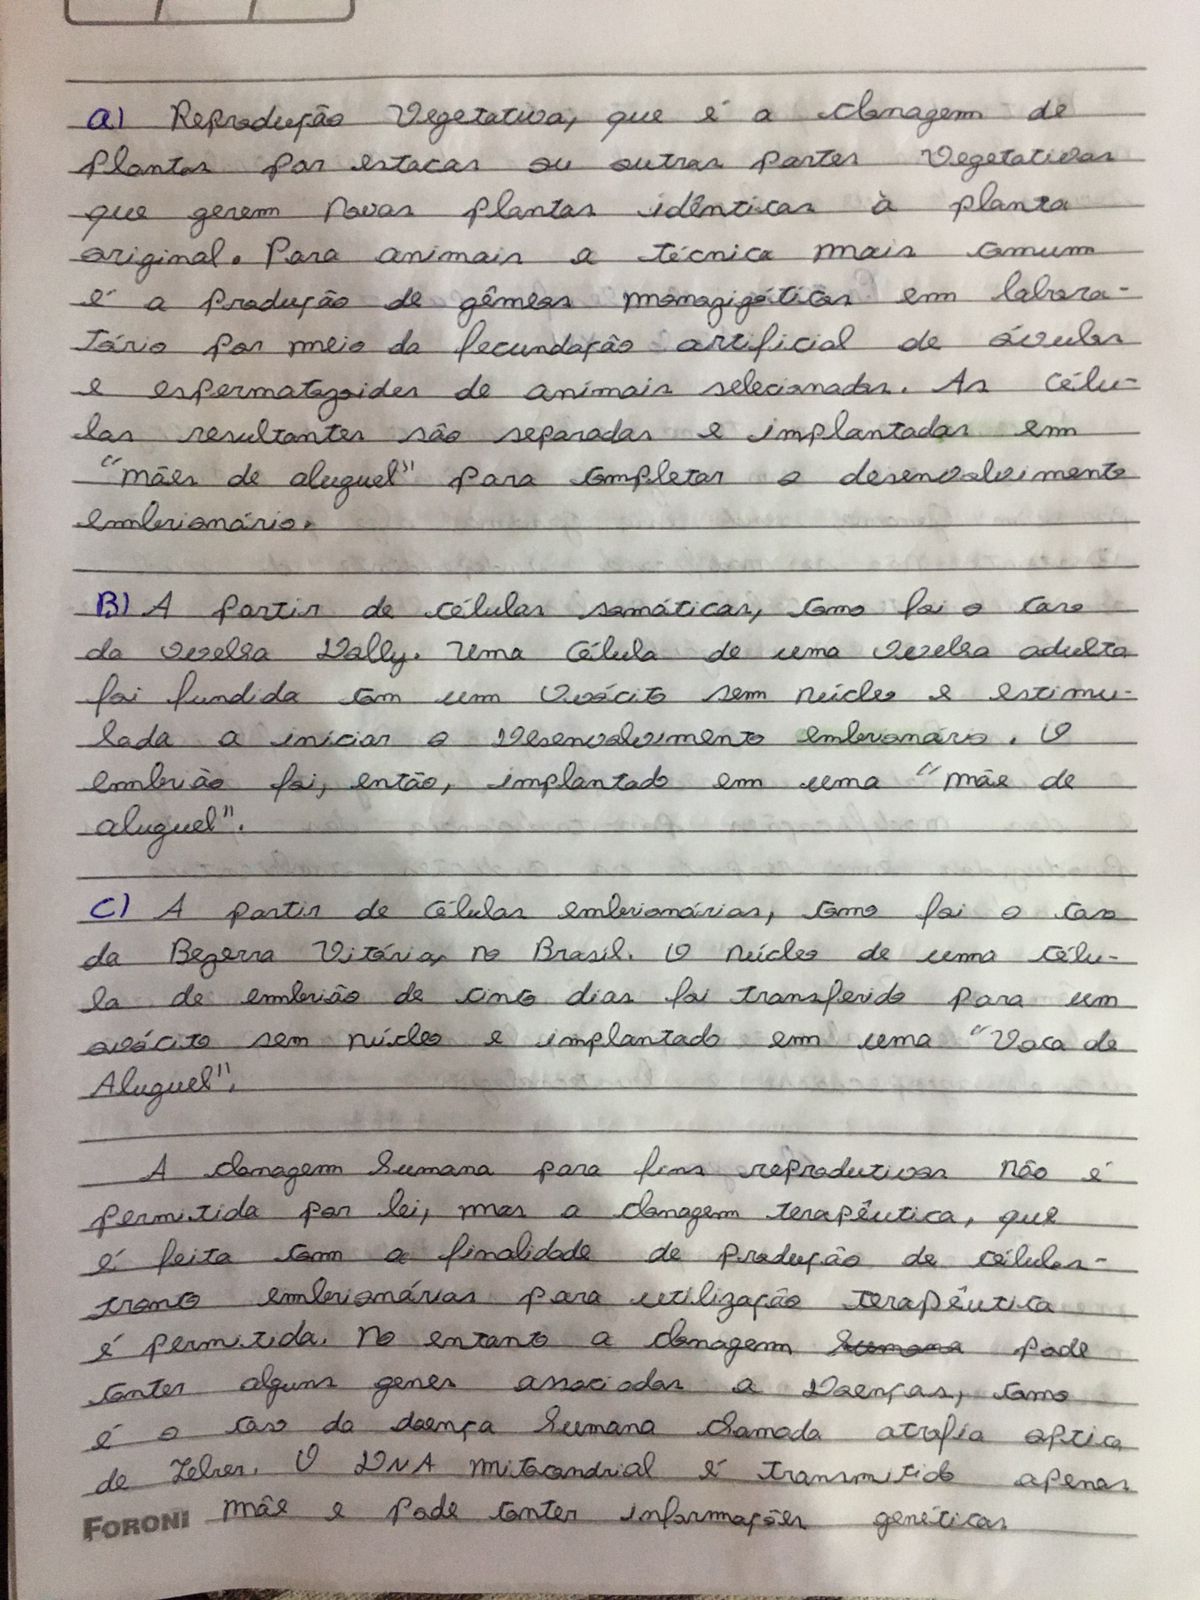 a) Reprodução Vegetativa, que é a clonagem de
plantas por estacas ou outras partes vegetativas
que gerem novas plantas idênticas à planta
original. Para animais a técnica mais comum
é a produção de gêmeos monozigóticos em labora-
tório por meio da fecundação artificial de óvulos
e espermatozoides de animais selecionados. As célu-
las resultantes são separadas e implantadas em
"mães de aluguel" para completar o desenvolvimento
embrionário.
B) A partir de células somáticas, como foi o caso
da ovelha Dolly. Uma célula de uma ovelha adulta
foi fundida com um ovócito sem núcleo e estimu-
lada a iniciar o desenvolvimento embrionário. O
embrião foi, então, implantado em uma "mãe de
aluguel".
C) A partir de células embrionárias, como foi o caso
da Bezerra Vitória, no Brasil. O núcleo de uma célu-
la de embrião de cinco dias foi transferido para um
ovócito sem núcleo e implantado em uma "Vaca de
Aluguel".
A clonagem humana para fins reprodutivos não é
permitida por lei, mas a clonagem terapêutica, que
é feita com a finalidade de produção de células-
tronco embrionárias para utilização terapêutica
é permitida. No entanto a clonagem humana pode
conter alguns genes associados a Doenças, como
é o caso da doença humana chamada atrofia optica
de Leber. O DNA mitocondrial é transmitido apenas
mãe e pode conter informações genéticas
FORONI